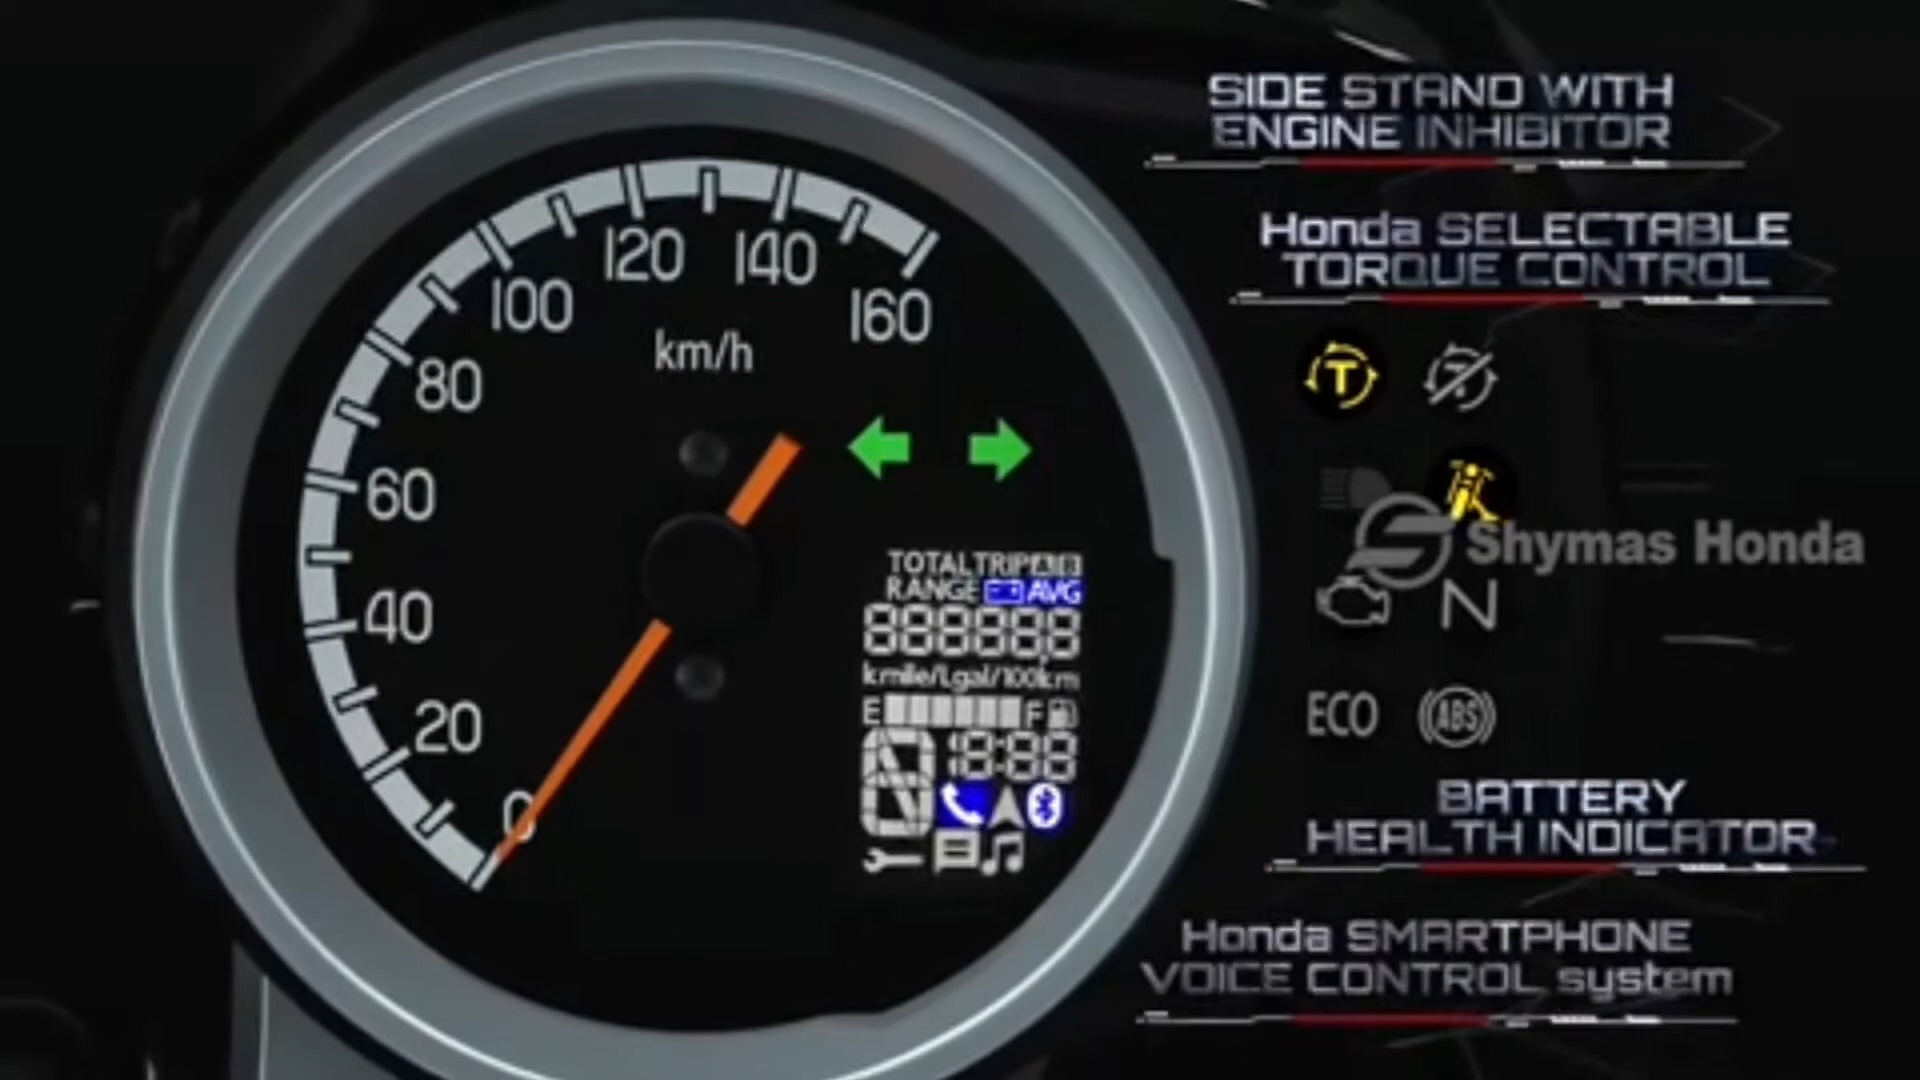 SIDE STAND WITH
ENGINE INHIBITOR
Honda SELECTABLE
TORQUE CONTROL
120
140
100
160
km/h
80
60
40
20
0
TOTAL TRIP A B
RANGE AVG
888888
km mile/L gal/100km
E F
18:88
T
Shymas Honda
N
ECO
ABS
BATTERY
HEALTH INDICATOR
Honda SMARTPHONE
VOICE CONTROL system